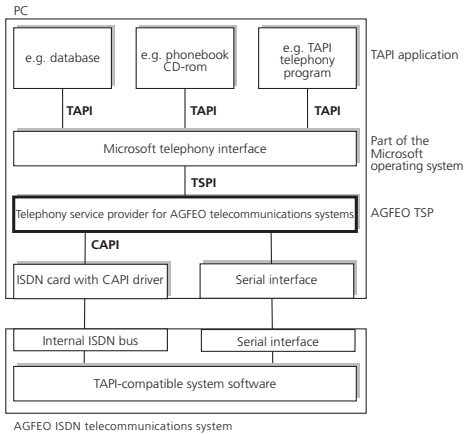 PC
e.g. database
e.g. phonebook
CD-rom
e.g. TAPI
telephony
program
TAPI application
TAPI
TAPI
TAPI
Microsoft telephony interface
Part of the
Microsoft
operating system
TSPI
Telephony service provider for AGFEO telecommunications systems
AGFEO TSP
CAPI
ISDN card with CAPI driver
Serial interface
Internal ISDN bus
Serial interface
TAPI-compatible system software
AGFEO ISDN telecommunications system